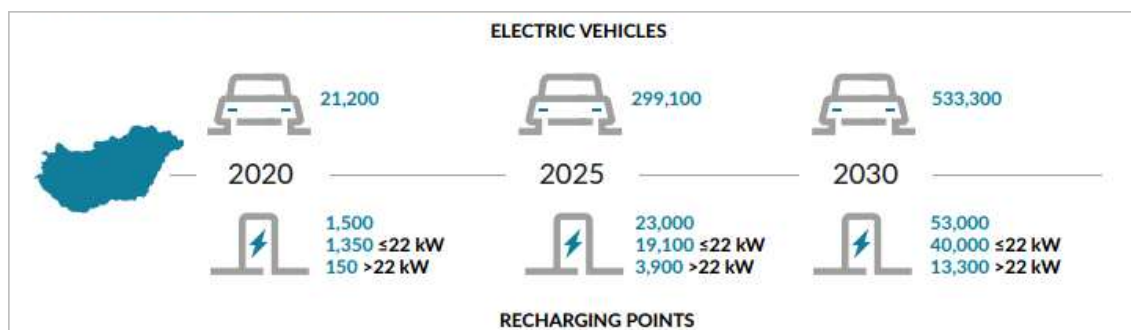 ELECTRIC VEHICLES
21,200
299,100
533,300
2020
2025
2030
1,500
1,350 ≤22 kW
150 >22 kW
23,000
19,100 ≤22 kW
3,900 >22 kW
53,000
40,000 ≤22 kW
13,300 >22 kW
RECHARGING POINTS